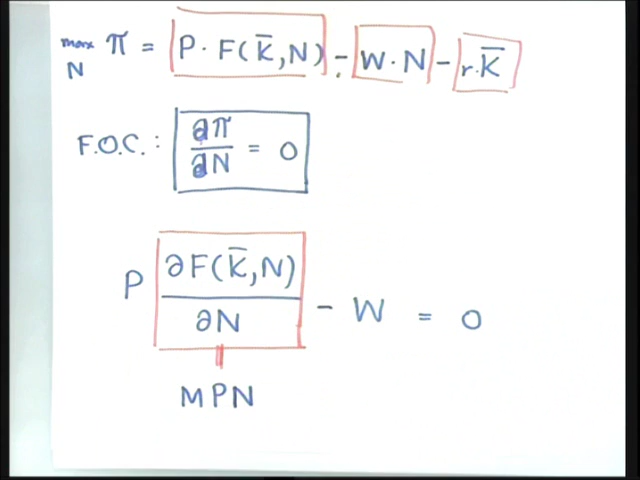 max π = P · F(K̅, N) - W · N - r · K̅
N
F.O.C.: ∂π/∂N = 0
P ∂F(K̅, N)/∂N - W = 0
MPN